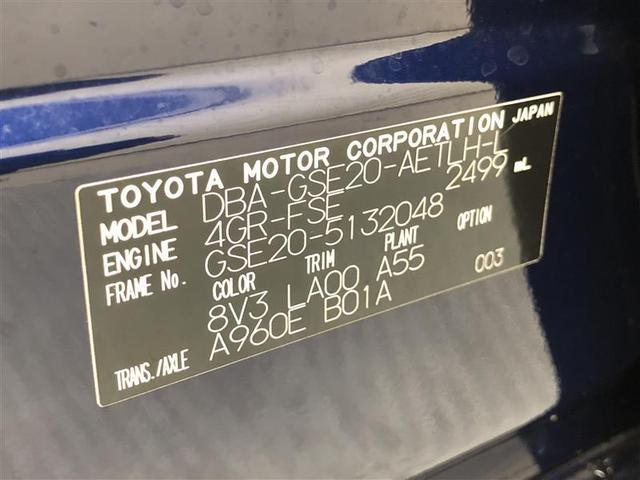 TOYOTA MOTOR CORPORATION JAPAN
MODEL DBA-GSE20-AETLH-L
ENGINE 4GR-FSE 2499 mL
FRAME No. GSE20-5132048
COLOR TRIM PLANT OPTION
8V3 LA00 A55 003
TRANS./AXLE A960E B01A